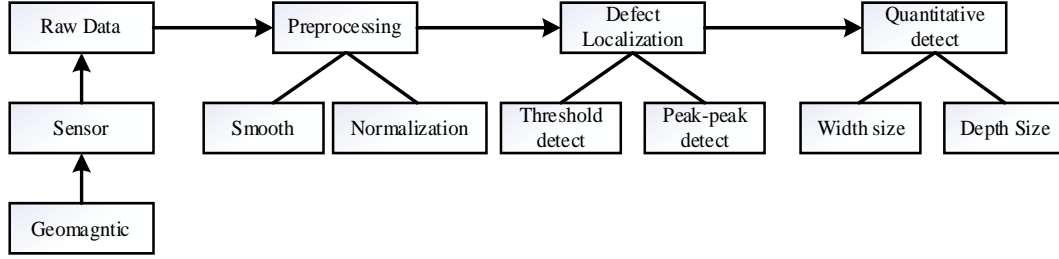 Raw Data
Preprocessing
Defect
Localization
Quantitative
detect
Sensor
Smooth
Normalization
Threshold
detect
Peak-peak
detect
Width size
Depth Size
Geomagntic